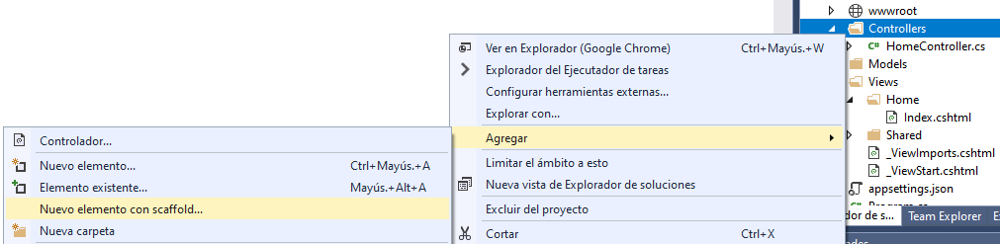 wwwroot
Controllers
HomeController.cs
Models
Views
Home
Index.cshtml
Shared
_ViewImports.cshtml
_ViewStart.cshtml
appsettings.json
Ver en Explorador (Google Chrome) Ctrl+Mayús.+W
Explorador del Ejecutador de tareas
Configurar herramientas externas...
Explorar con...
Agregar
Limitar el ámbito a esto
Nueva vista de Explorador de soluciones
Excluir del proyecto
Cortar Ctrl+X
Controlador...
Nuevo elemento... Ctrl+Mayús.+A
Elemento existente... Mayús.+Alt+A
Nuevo elemento con scaffold...
Nueva carpeta
dor de s... Team Explorer